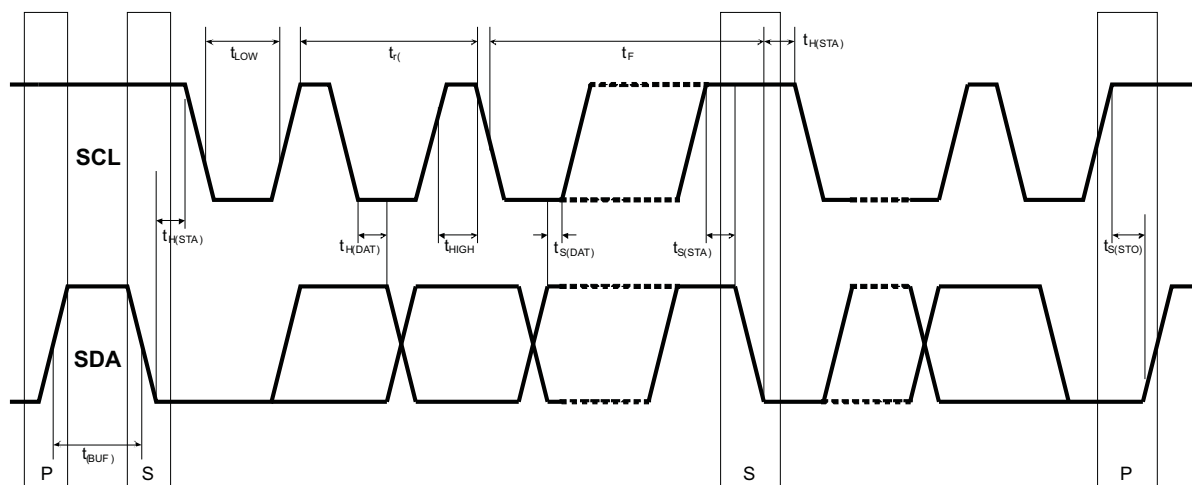 tLOW
tr(
tF
tH(STA)
SCL
tH(STA)
tH(DAT)
tHIGH
tS(DAT)
tS(STA)
tS(STO)
SDA
t(BUF)
P
S
S
P